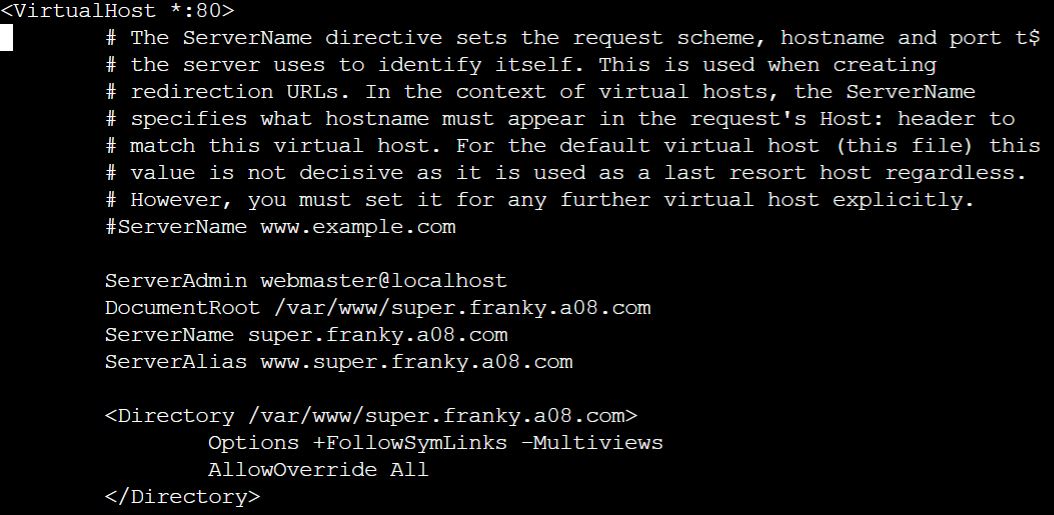 <VirtualHost *:80>
        # The ServerName directive sets the request scheme, hostname and port t$
        # the server uses to identify itself. This is used when creating
        # redirection URLs. In the context of virtual hosts, the ServerName
        # specifies what hostname must appear in the request's Host: header to
        # match this virtual host. For the default virtual host (this file) this
        # value is not decisive as it is used as a last resort host regardless.
        # However, you must set it for any further virtual host explicitly.
        #ServerName www.example.com

        ServerAdmin webmaster@localhost
        DocumentRoot /var/www/super.franky.a08.com
        ServerName super.franky.a08.com
        ServerAlias www.super.franky.a08.com

        <Directory /var/www/super.franky.a08.com>
                Options +FollowSymLinks -Multiviews
                AllowOverride All
        </Directory>